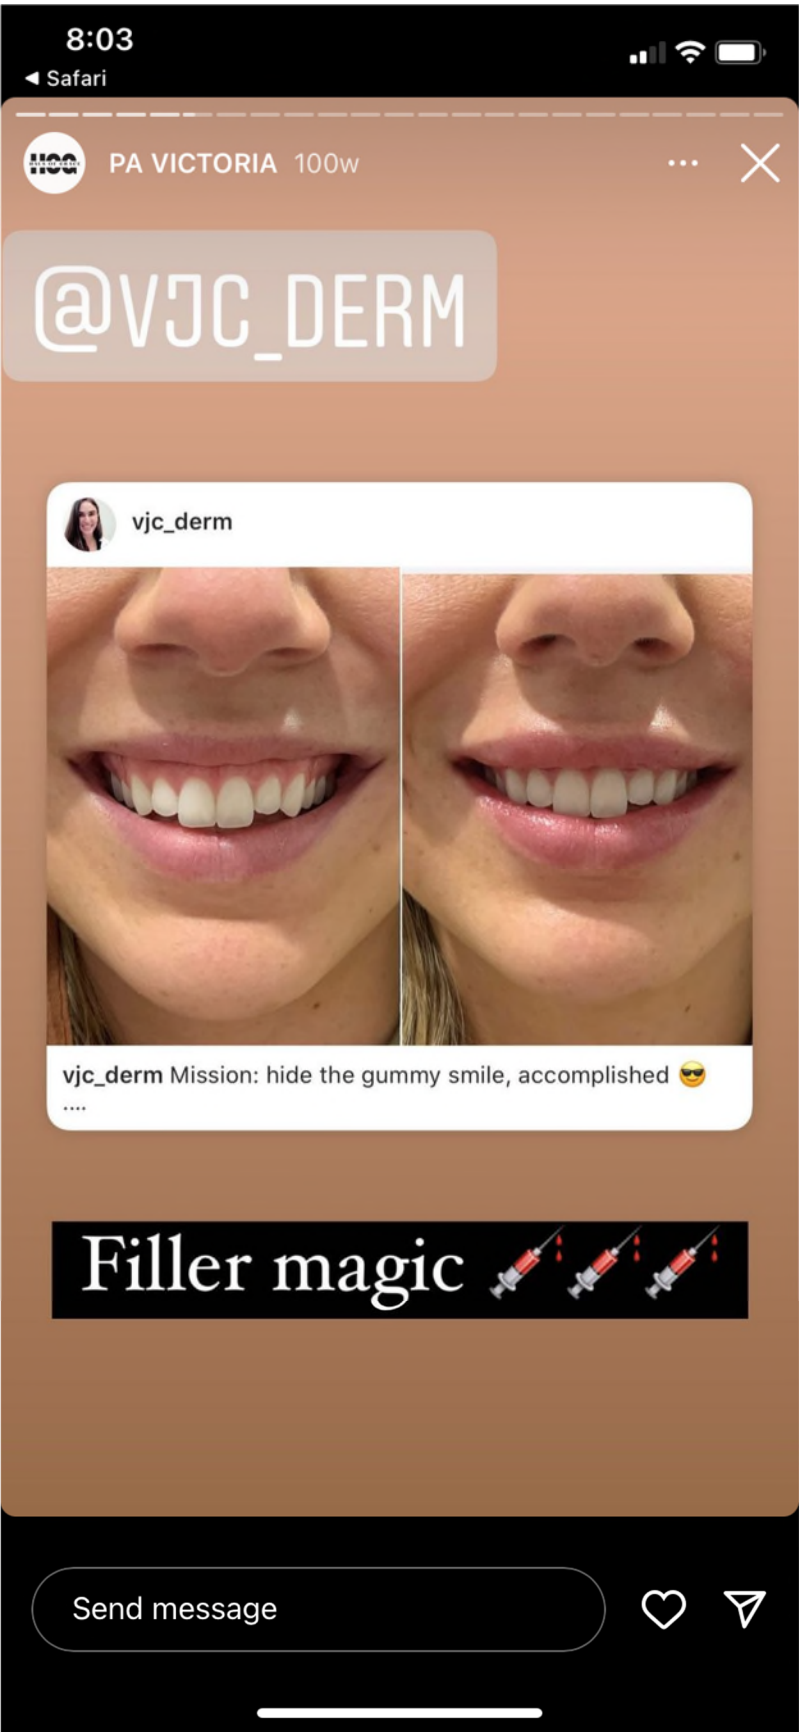 8:03
◀ Safari
HOG
PA VICTORIA 100w
@VJC_DERM
vjc_derm
vjc_derm Mission: hide the gummy smile, accomplished 😎
....
Filler magic 💉💉💉
Send message